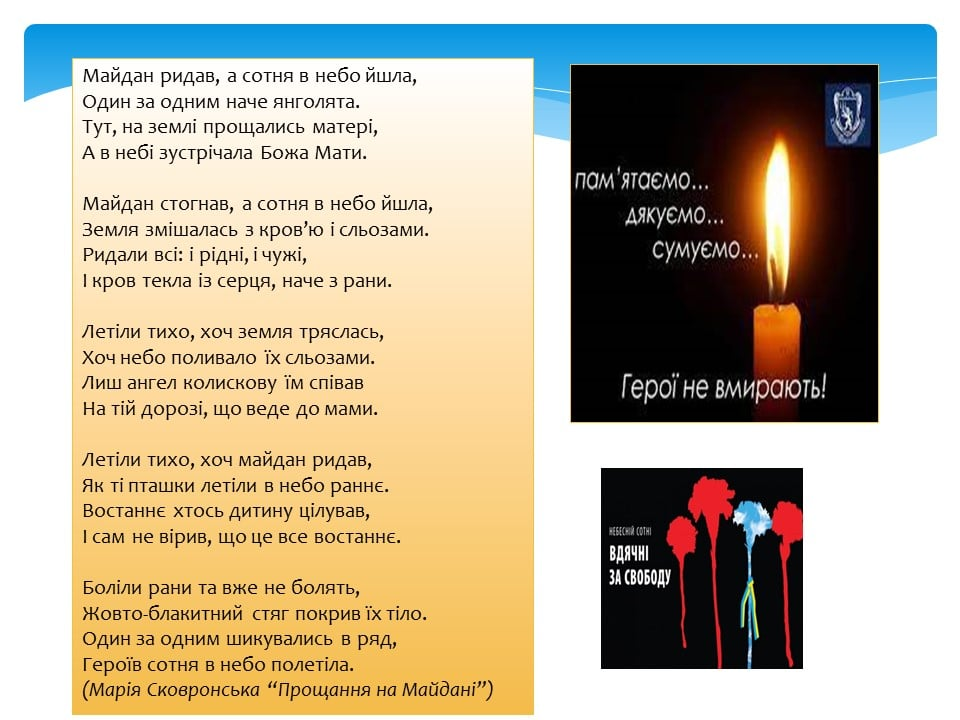 Майдан ридав, а сотня в небо йшла,
Один за одним наче янголята.
Тут, на землі прощались матері,
А в небі зустрічала Божа Мати.

Майдан стогнав, а сотня в небо йшла,
Земля змішалась з кров’ю і сльозами.
Ридали всі: і рідні, і чужі,
І кров текла із серця, наче з рани.

Летіли тихо, хоч земля тряслась,
Хоч небо поливало їх сльозами.
Лиш ангел колискову їм співав
На тій дорозі, що веде до мами.

Летіли тихо, хоч майдан ридав,
Як ті пташки летіли в небо раннє.
Востаннє хтось дитину цілував,
І сам не вірив, що це все востаннє.

Боліли рани та вже не болять,
Жовто-блакитний стяг покрив їх тіло.
Один за одним шикувались в ряд,
Героїв сотня в небо полетіла.
(Марія Сковронська “Прощання на Майдані”)
пам'ятаємо...
дякуємо...
сумуємо...
Герої не вмирають!
НЕБЕСНІЙ СОТНІ
ВДЯЧНІ
ЗА СВОБОДУ